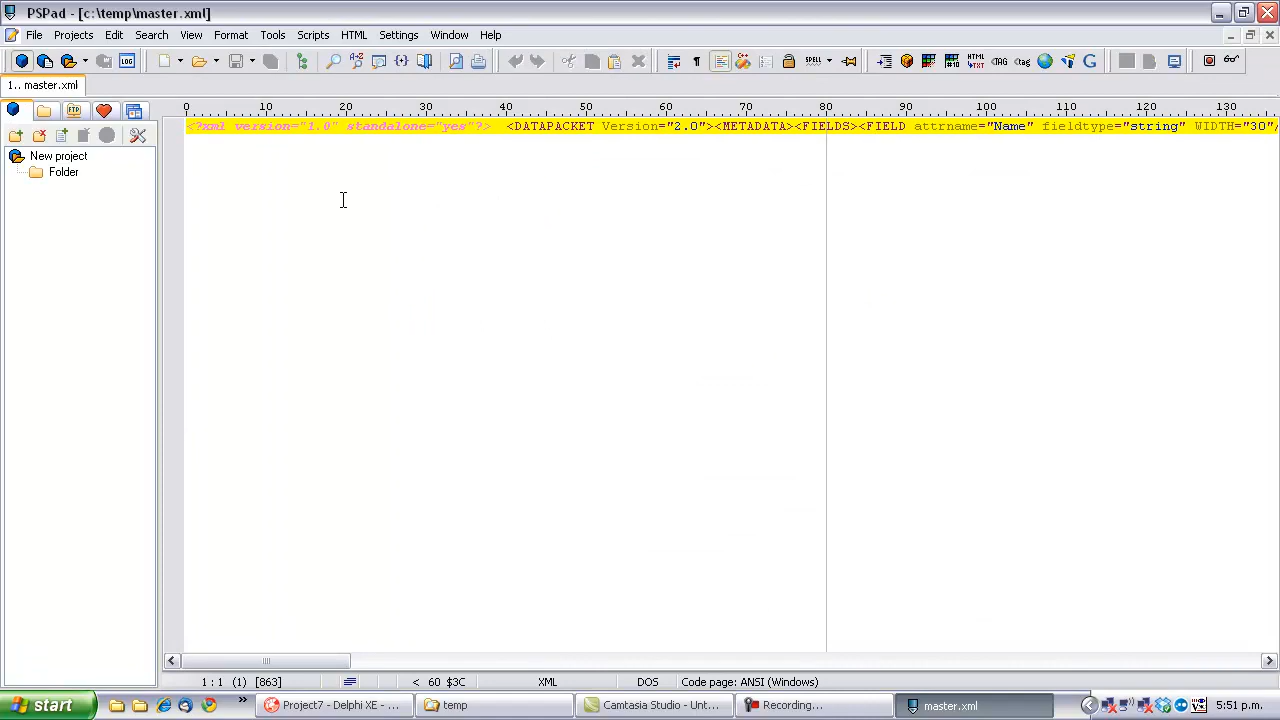 PSPad - [c:\temp\master.xml]
File Projects Edit Search View Format Tools Scripts HTML Settings Window Help
1.. master.xml
0 10 20 30 40 50 60 70 80 90 100 110 120 130
<?xml version="1.0" standalone="yes"?>  <DATAPACKET Version="2.0"><METADATA><FIELDS><FIELD attrname="Name" fieldtype="string" WIDTH="30"/
New project
Folder
1 : 1 (1) [863] < 60 $3C XML DOS Code page: ANSI (Windows)
start Project7 - Delphi XE - ... temp Camtasia Studio - Unt... Recording... master.xml 5:51 p.m.